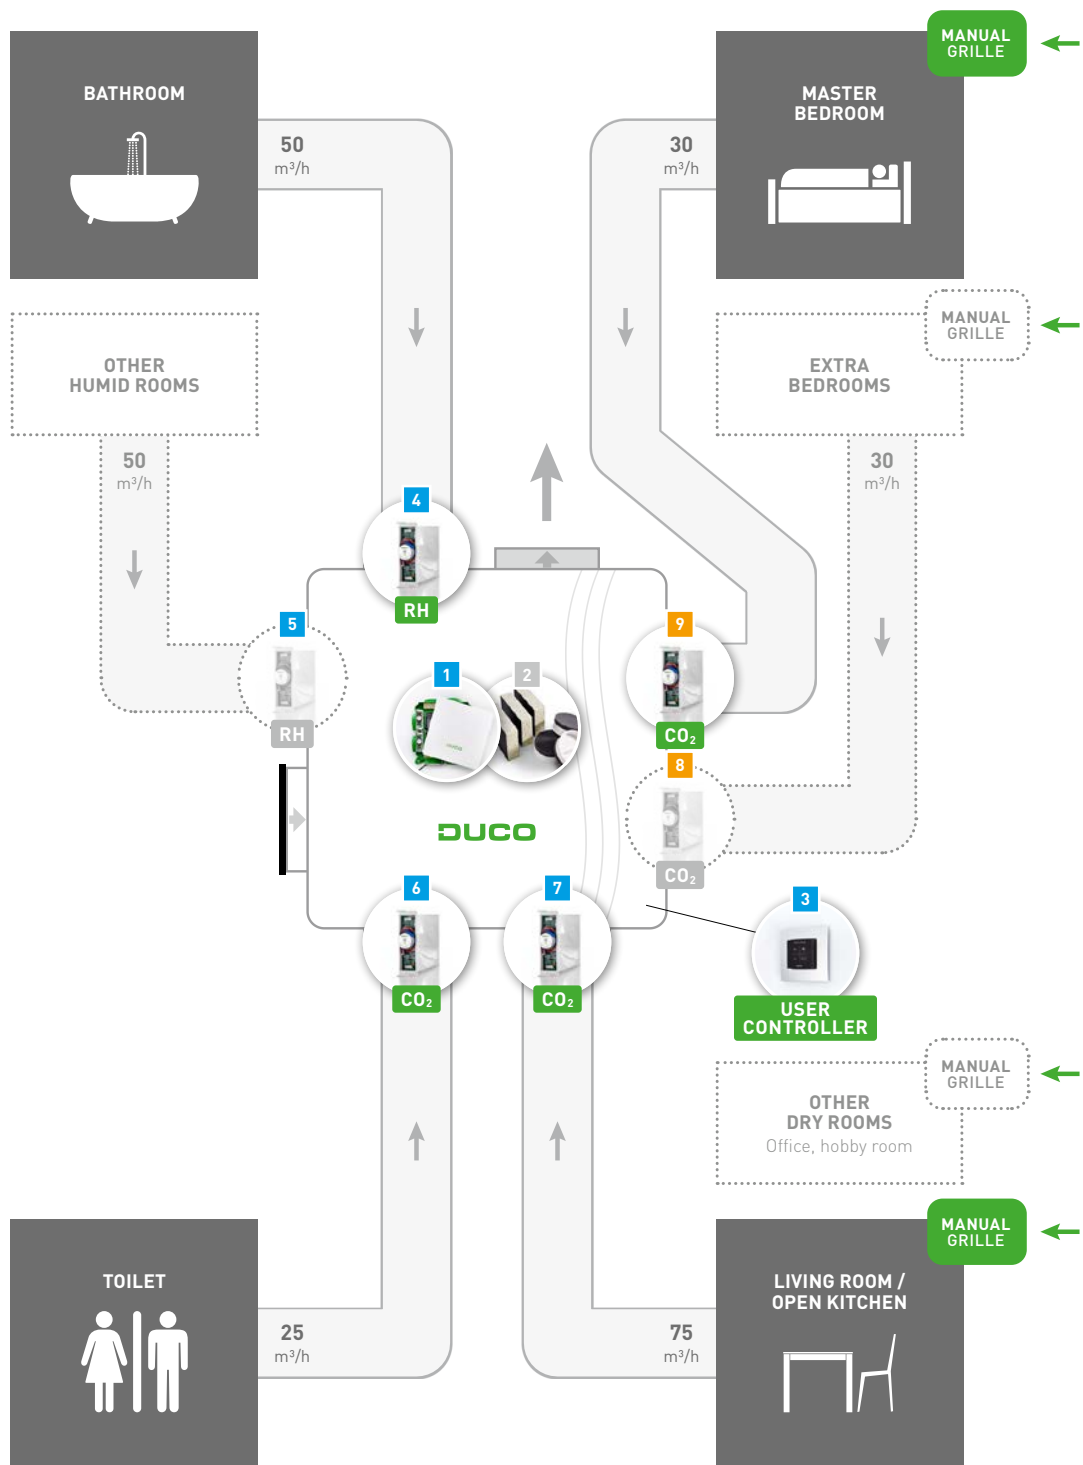 BATHROOM
50
m³/h
30
m³/h
MASTER
BEDROOM
MANUAL
GRILLE
OTHER
HUMID ROOMS
50
m³/h
EXTRA
BEDROOMS
MANUAL
GRILLE
30
m³/h
4
RH
5
RH
1
2
DUCO
9
CO₂
8
CO₂
6
CO₂
7
CO₂
3
USER
CONTROLLER
OTHER
DRY ROOMS
Office, hobby room
MANUAL
GRILLE
TOILET
25
m³/h
75
m³/h
LIVING ROOM /
OPEN KITCHEN
MANUAL
GRILLE